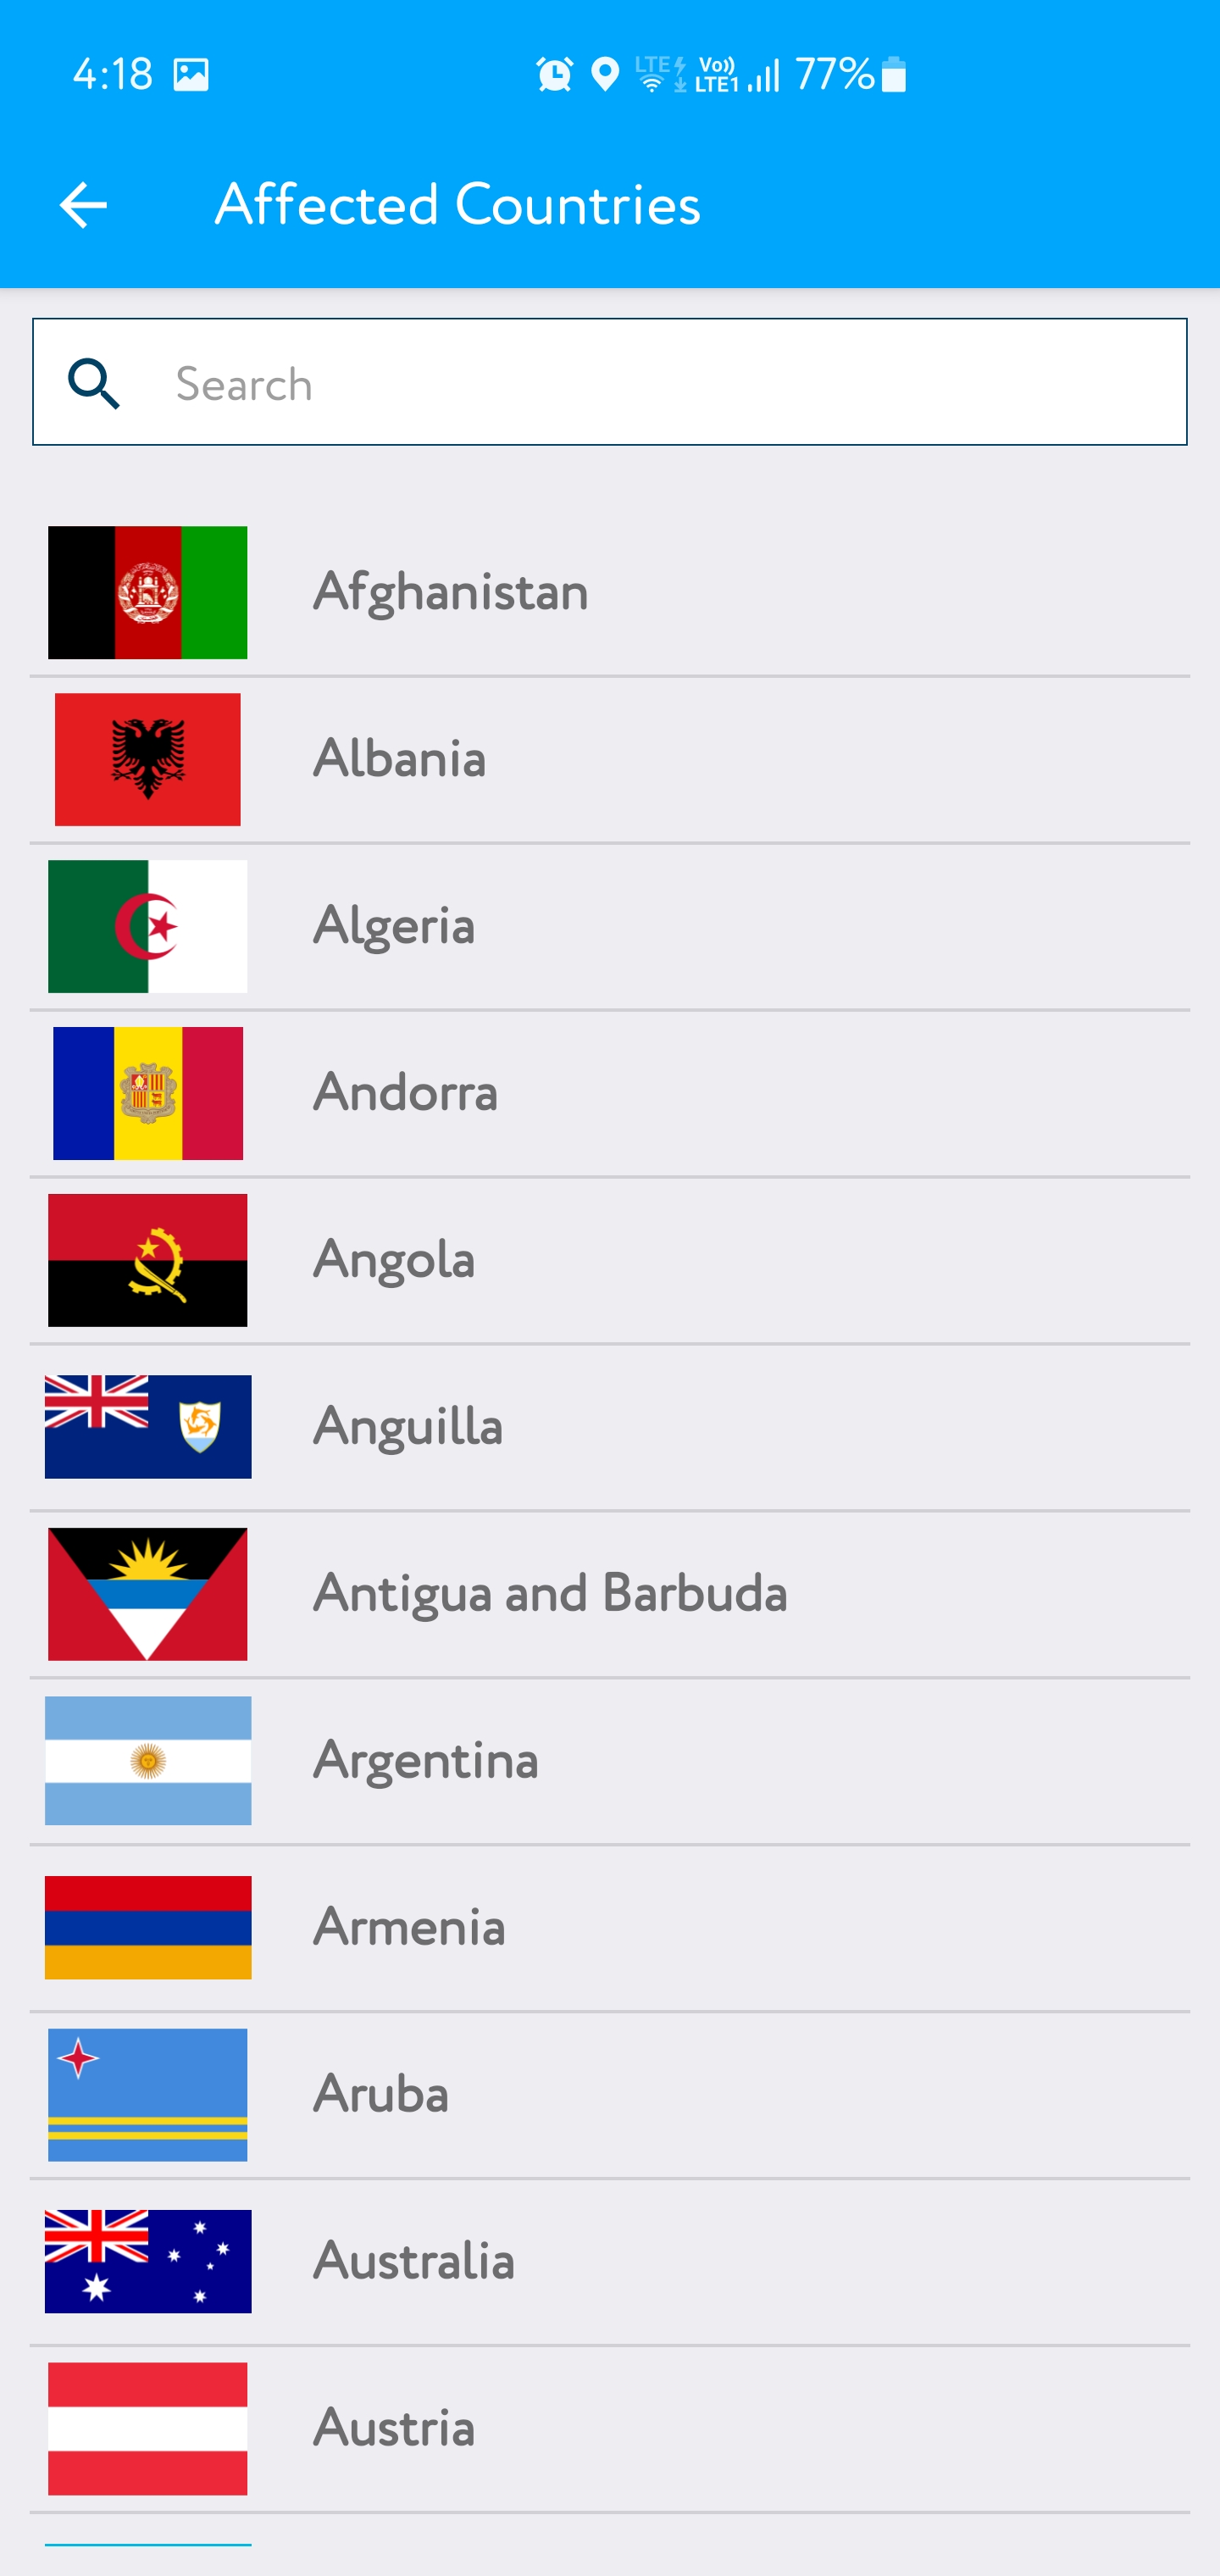 4:18 LTE Vo)) LTE1 77%
Affected Countries
Search
Afghanistan
Albania
Algeria
Andorra
Angola
Anguilla
Antigua and Barbuda
Argentina
Armenia
Aruba
Australia
Austria